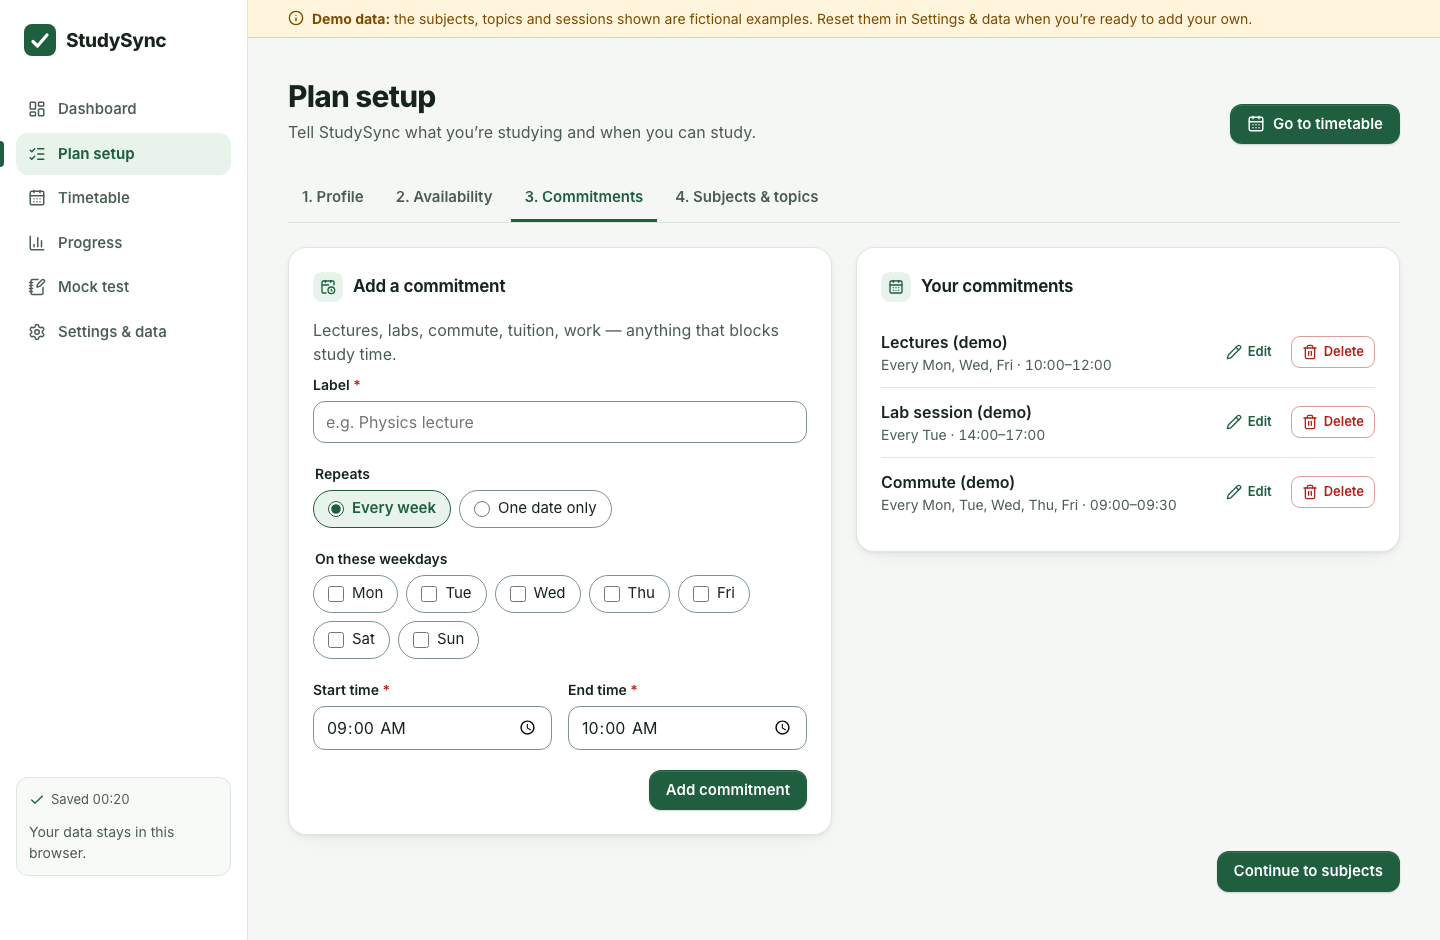 StudySync
Dashboard
Plan setup
Timetable
Progress
Mock test
Settings & data
Saved 00:20
Your data stays in this
browser.
Demo data: the subjects, topics and sessions shown are fictional examples. Reset them in Settings & data when you’re ready to add your own.
Plan setup
Tell StudySync what you’re studying and when you can study.
Go to timetable
1. Profile
2. Availability
3. Commitments
4. Subjects & topics
Add a commitment
Lectures, labs, commute, tuition, work — anything that blocks
study time.
Label *
e.g. Physics lecture
Repeats
Every week
One date only
On these weekdays
Mon
Tue
Wed
Thu
Fri
Sat
Sun
Start time *
End time *
09:00 AM
10:00 AM
Add commitment
Your commitments
Lectures (demo)
Every Mon, Wed, Fri · 10:00–12:00
Edit
Delete
Lab session (demo)
Every Tue · 14:00–17:00
Edit
Delete
Commute (demo)
Every Mon, Tue, Wed, Thu, Fri · 09:00–09:30
Edit
Delete
Continue to subjects